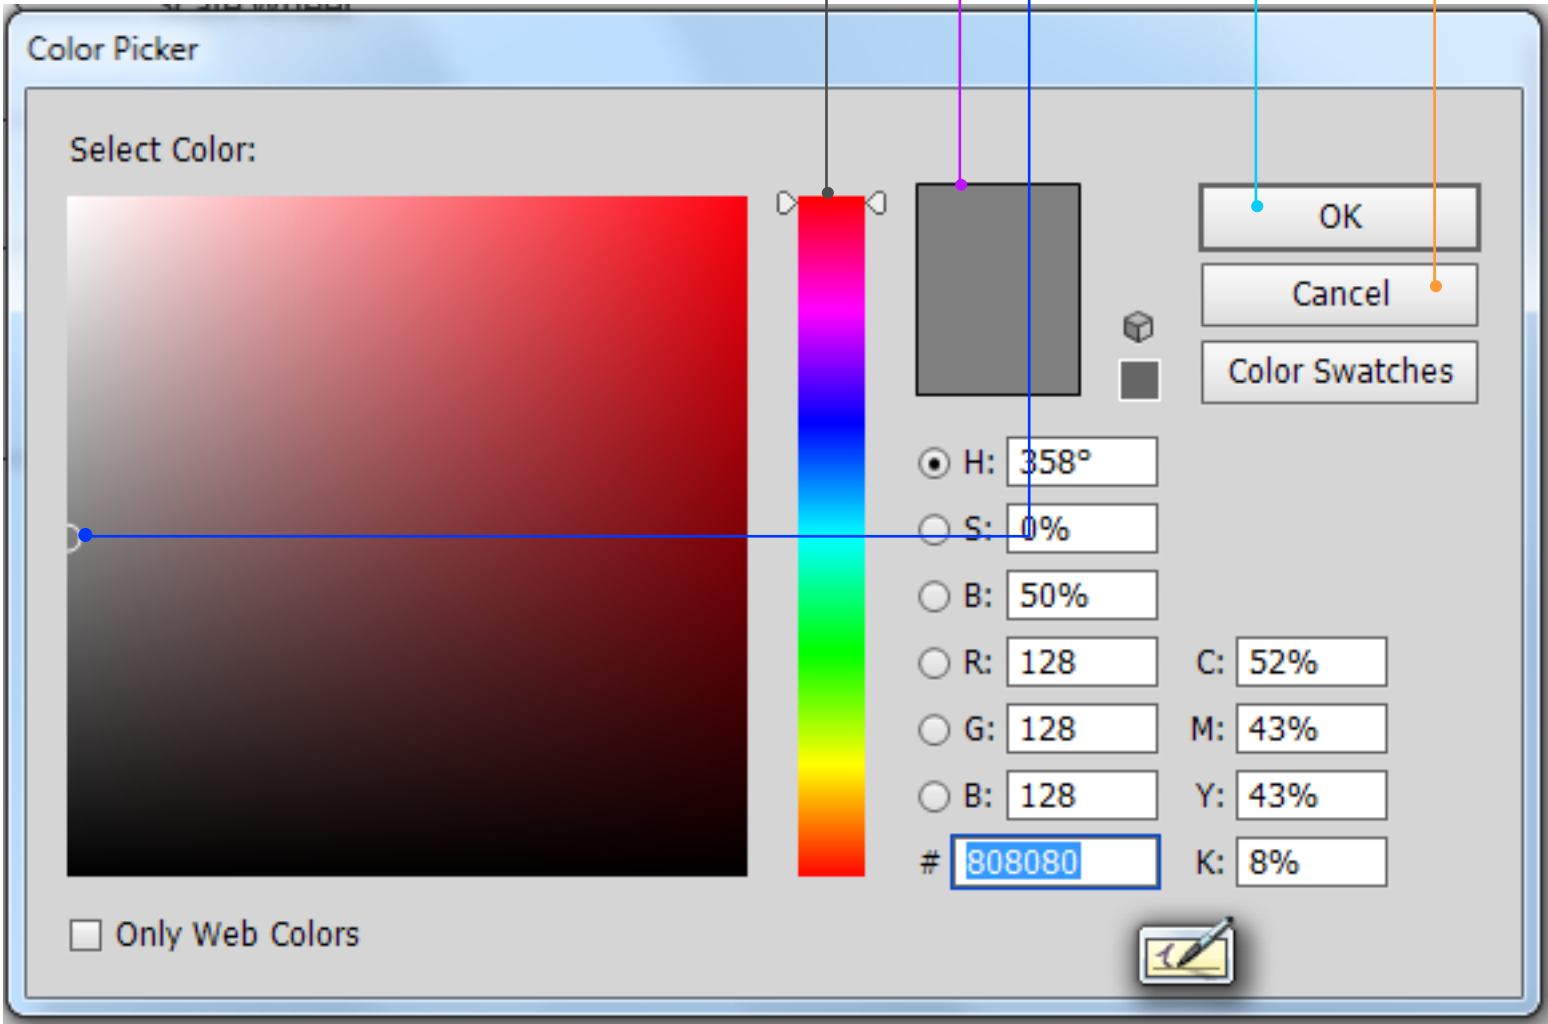 Color Picker
Select Color:
OK
Cancel
Color Swatches
H: 358°
S: 0%
B: 50%
R: 128 C: 52%
G: 128 M: 43%
B: 128 Y: 43%
# 808080 K: 8%
Only Web Colors